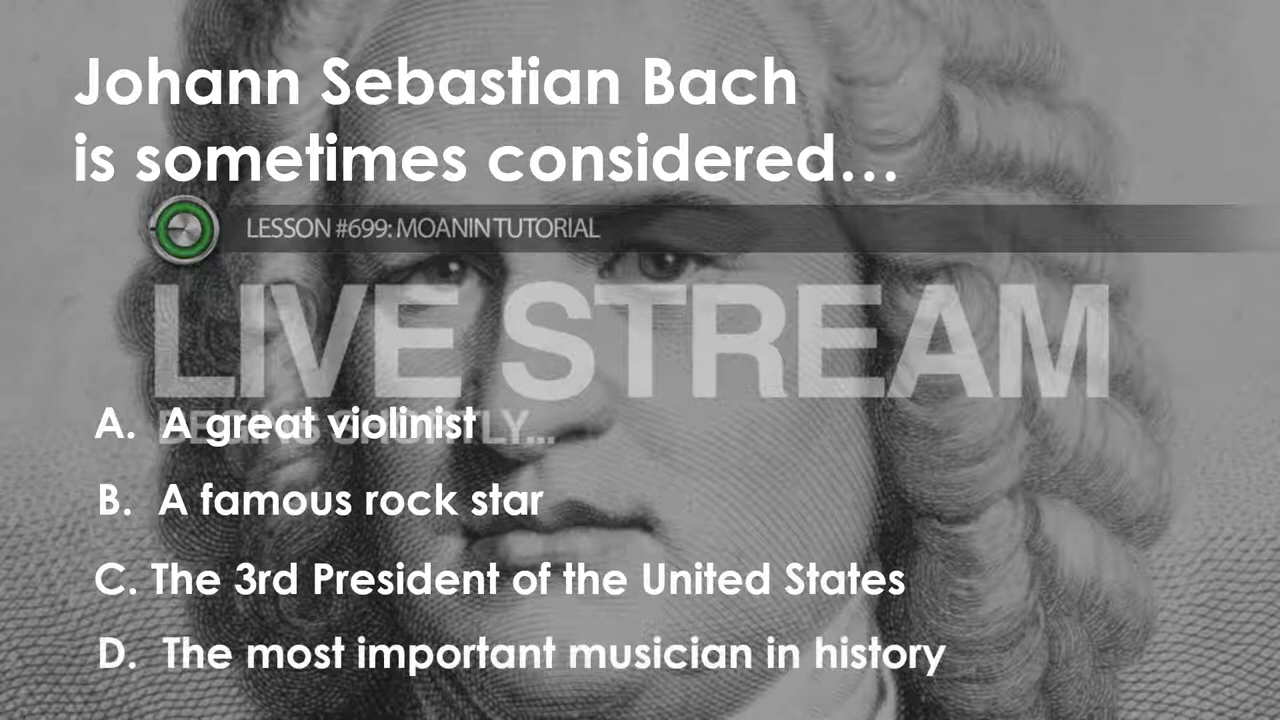 Johann Sebastian Bach
is sometimes considered...
LESSON #699: MOANIN TUTORIAL
LIVE STREAM
A. A great violinist
B. A famous rock star
C. The 3rd President of the United States
D. The most important musician in history